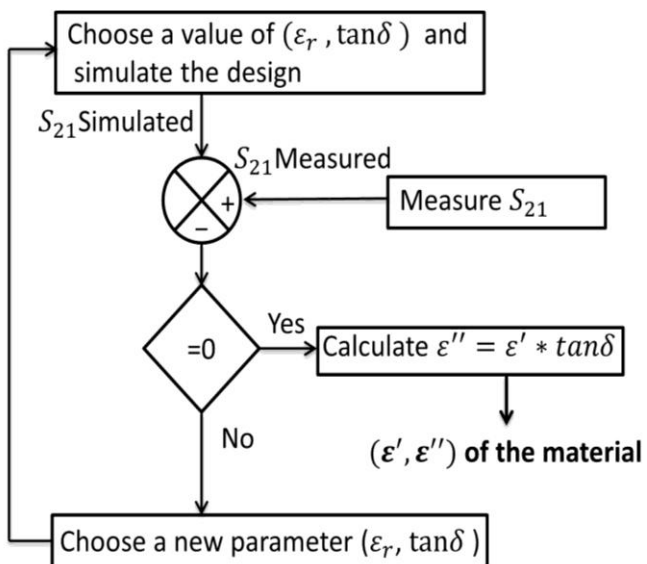 Choose a value of (εᵣ , tanδ ) and
simulate the design
S₂₁Simulated
S₂₁Measured
+
Measure S₂₁
−
=0
Yes
Calculate ε′′ = ε′ * tanδ
No
(ε′, ε′′) of the material
Choose a new parameter (εᵣ, tanδ )